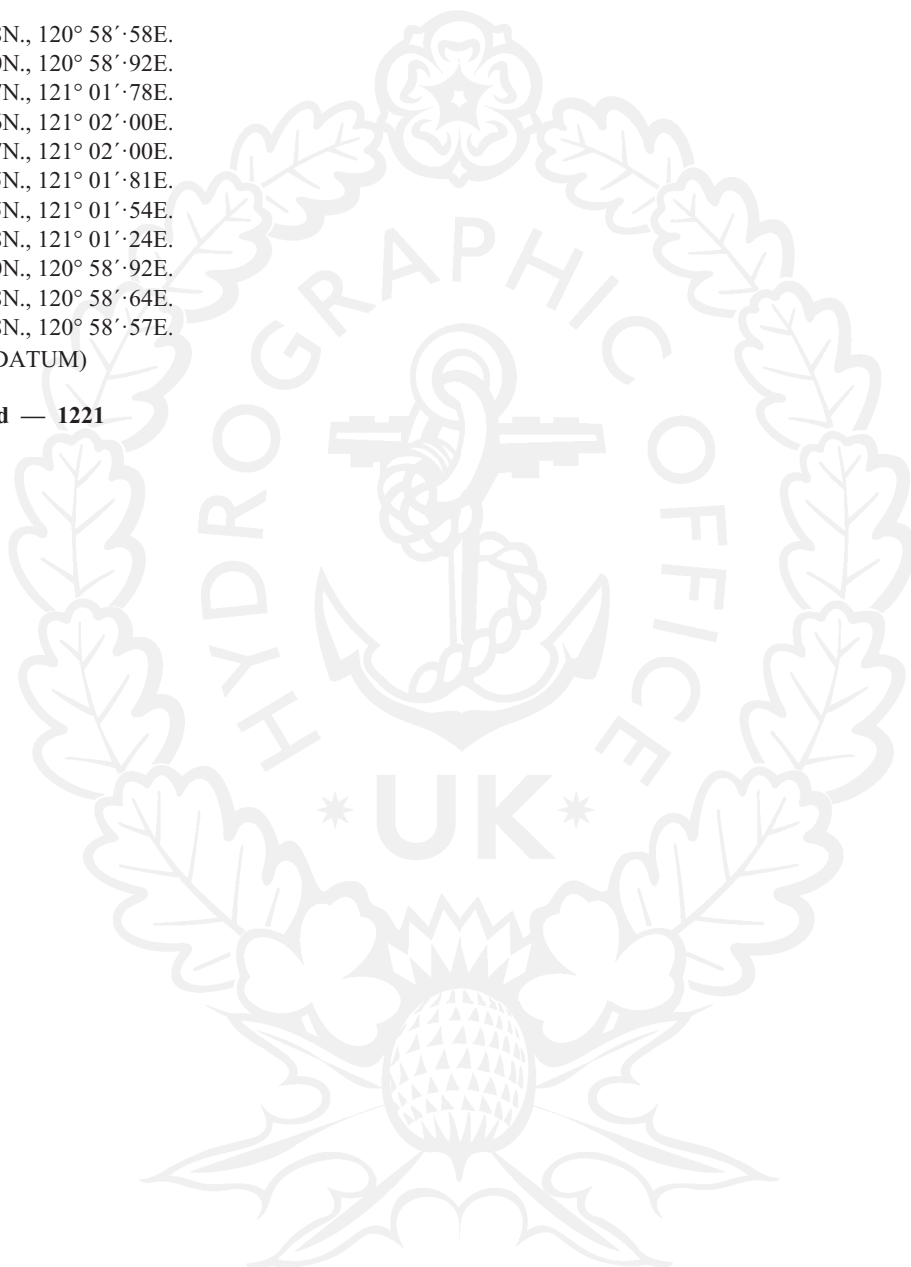 N., 120° 58´·58E.
N., 120° 58´·92E.
N., 121° 01´·78E.
N., 121° 02´·00E.
N., 121° 02´·00E.
N., 121° 01´·81E.
N., 121° 01´·54E.
N., 121° 01´·24E.
N., 120° 58´·92E.
N., 120° 58´·64E.
N., 120° 58´·57E.
DATUM)
d — 1221
HYDROGRAPHIC OFFICE
* UK *